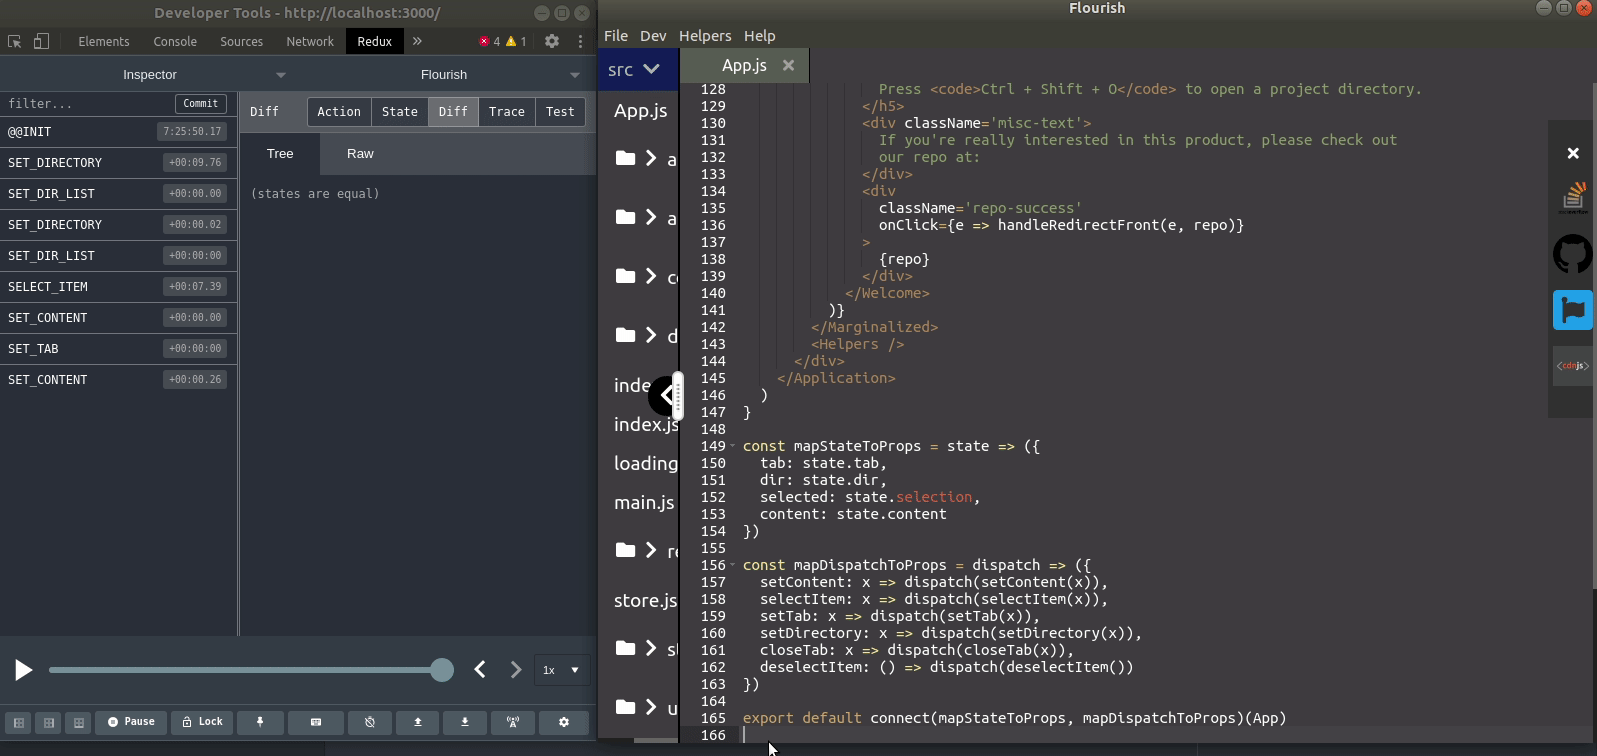 Developer Tools - http://localhost:3000/
Elements Console Sources Network Redux » 4 1
Inspector Flourish
filter... Commit
@@INIT 7:25:50.17
SET_DIRECTORY +00:09.76
SET_DIR_LIST +00:00.00
SET_DIRECTORY +00:00.02
SET_DIR_LIST +00:00:00
SELECT_ITEM +00:07.39
SET_CONTENT +00:00.00
SET_TAB +00:00:00
SET_CONTENT +00:00.26
Diff Action State Diff Trace Test
Tree Raw
(states are equal)
1x
Pause Lock
Flourish
File Dev Helpers Help
src
App.js
a
a
c
d
inde
index.js
loading
main.js
re
store.js
s
u
App.js
128 Press <code>Ctrl + Shift + O</code> to open a project directory.
129 </h5>
130 <div className='misc-text'>
131 If you're really interested in this product, please check out
132 our repo at:
133 </div>
134 <div
135 className='repo-success'
136 onClick={e => handleRedirectFront(e, repo)}
137 >
138 {repo}
139 </div>
140 </Welcome>
141 )}
142 </Marginalized>
143 <Helpers />
144 </div>
145 </Application>
146 )
147 }
148
149 const mapStateToProps = state => ({
150 tab: state.tab,
151 dir: state.dir,
152 selected: state.selection,
153 content: state.content
154 })
155
156 const mapDispatchToProps = dispatch => ({
157 setContent: x => dispatch(setContent(x)),
158 selectItem: x => dispatch(selectItem(x)),
159 setTab: x => dispatch(setTab(x)),
160 setDirectory: x => dispatch(setDirectory(x)),
161 closeTab: x => dispatch(closeTab(x)),
162 deselectItem: () => dispatch(deselectItem())
163 })
164
165 export default connect(mapStateToProps, mapDispatchToProps)(App)
166
<cdnjs>